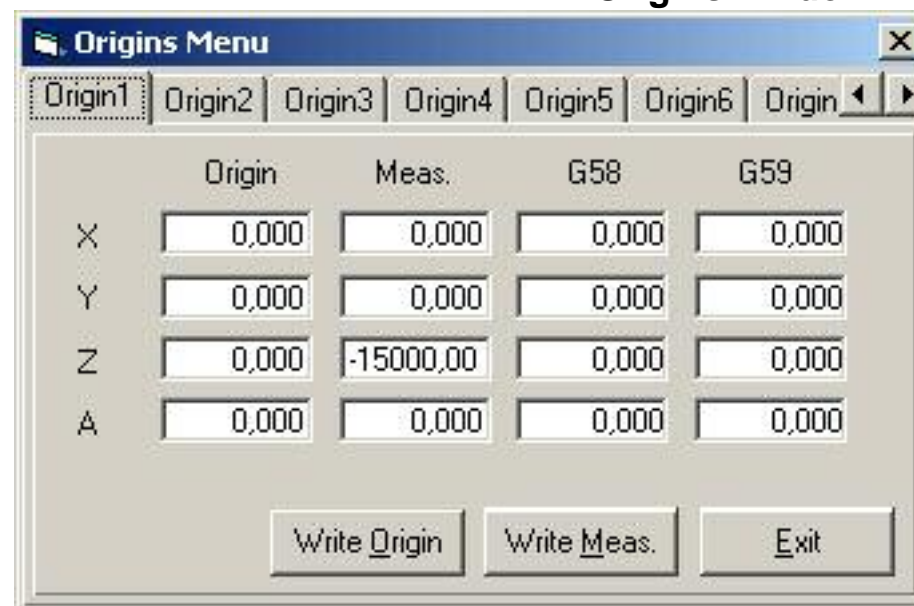 Origins Menu
Origin1 Origin2 Origin3 Origin4 Origin5 Origin6 Origin
Origin Meas. G58 G59
X 0,000 0,000 0,000 0,000
Y 0,000 0,000 0,000 0,000
Z 0,000 -15000,00 0,000 0,000
A 0,000 0,000 0,000 0,000
Write Origin Write Meas. Exit